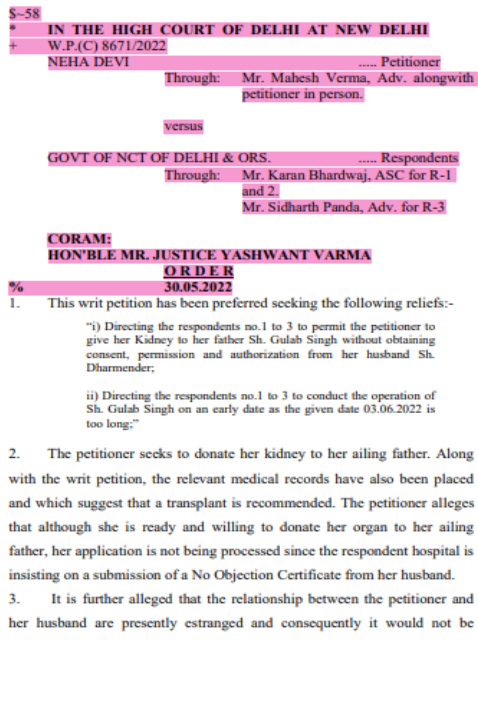 $~58
* IN THE HIGH COURT OF DELHI AT NEW DELHI
+ W.P.(C) 8671/2022
NEHA DEVI ..... Petitioner
Through: Mr. Mahesh Verma, Adv. alongwith
petitioner in person.
versus
GOVT OF NCT OF DELHI & ORS. ..... Respondents
Through: Mr. Karan Bhardwaj, ASC for R-1
and 2.
Mr. Sidharth Panda, Adv. for R-3
CORAM:
HON'BLE MR. JUSTICE YASHWANT VARMA
O R D E R
% 30.05.2022
1. This writ petition has been preferred seeking the following reliefs:-
“i) Directing the respondents no.1 to 3 to permit the petitioner to
give her Kidney to her father Sh. Gulab Singh without obtaining
consent, permission and authorization from her husband Sh.
Dharmender;
ii) Directing the respondents no.1 to 3 to conduct the operation of
Sh. Gulab Singh on an early date as the given date 03.06.2022 is
too long;”
2. The petitioner seeks to donate her kidney to her ailing father. Along
with the writ petition, the relevant medical records have also been placed
and which suggest that a transplant is recommended. The petitioner alleges
that although she is ready and willing to donate her organ to her ailing
father, her application is not being processed since the respondent hospital is
insisting on a submission of a No Objection Certificate from her husband.
3. It is further alleged that the relationship between the petitioner and
her husband are presently estranged and consequently it would not be